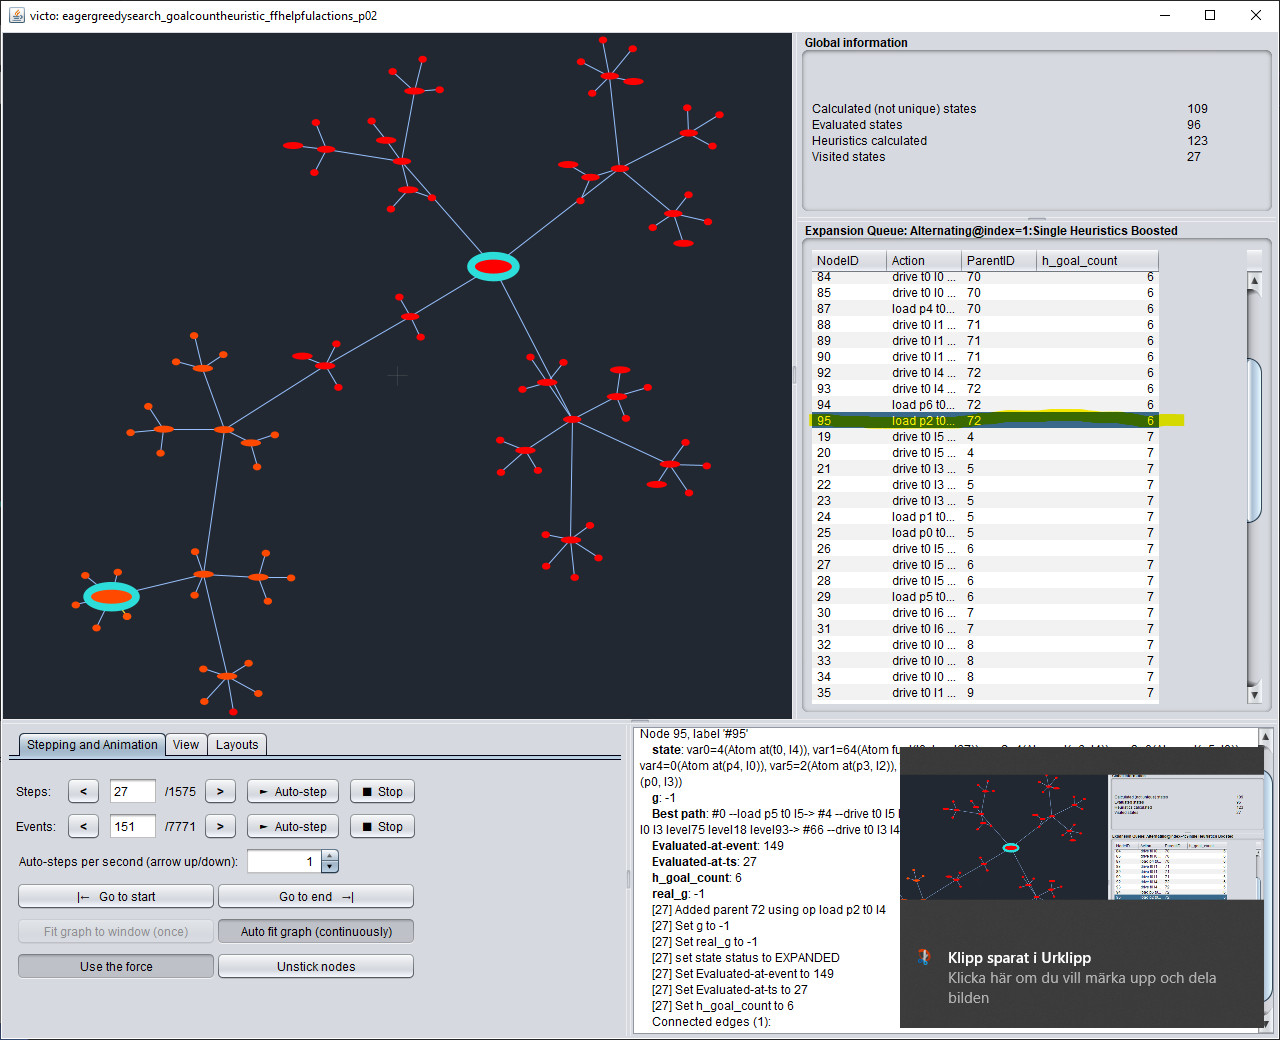 victo: eagergreedysearch_goalcountheuristic_ffhelpfulactions_p02
Global information
Calculated (not unique) states 109
Evaluated states 96
Heuristics calculated 123
Visited states 27
Expansion Queue: Alternating@index=1:Single Heuristics Boosted
NodeID Action ParentID h_goal_count
84 drive t0 l0 ... 70 6
85 drive t0 l0 ... 70 6
87 load p4 t0... 70 6
88 drive t0 l1 ... 71 6
89 drive t0 l1 ... 71 6
90 drive t0 l1 ... 71 6
92 drive t0 l4 ... 72 6
93 drive t0 l4 ... 72 6
94 load p6 t0... 72 6
95 load p2 t0... 72 6
19 drive t0 l5 ... 4 7
20 drive t0 l5 ... 4 7
21 drive t0 l3 ... 5 7
22 drive t0 l3 ... 5 7
23 drive t0 l3 ... 5 7
24 load p1 t0... 5 7
25 load p0 t0... 5 7
26 drive t0 l5 ... 6 7
27 drive t0 l5 ... 6 7
28 drive t0 l5 ... 6 7
29 load p5 t0... 6 7
30 drive t0 l6 ... 7 7
31 drive t0 l6 ... 7 7
32 drive t0 l0 ... 8 7
33 drive t0 l0 ... 8 7
34 drive t0 l0 ... 8 7
35 drive t0 l1 ... 9 7
Stepping and Animation View Layouts
Steps: < 27 /1575 > ► Auto-step ■ Stop
Events: < 151 /7771 > ► Auto-step ■ Stop
Auto-steps per second (arrow up/down): 1
|← Go to start Go to end →|
Fit graph to window (once) Auto fit graph (continuously)
Use the force Unstick nodes
Node 95, label '#95'
state: var0=4(Atom at(t0, l4)), var1=64(Atom
var4=0(Atom at(p4, l0)), var5=2(Atom at(p3, l2)),
(p0, l3))
g: -1
Best path: #0 --load p5 t0 l5-> #4 --drive t0 l5
l0 l3 level75 level18 level93-> #66 --drive t0 l3 l4
Evaluated-at-event: 149
Evaluated-at-ts: 27
h_goal_count: 6
real_g: -1
[27] Added parent 72 using op load p2 t0 l4
[27] Set g to -1
[27] Set real_g to -1
[27] set state status to EXPANDED
[27] Set Evaluated-at-event to 149
[27] Set Evaluated-at-ts to 27
[27] Set h_goal_count to 6
Connected edges (1):
Klipp sparat i Urklipp
Klicka här om du vill märka upp och dela
bilden